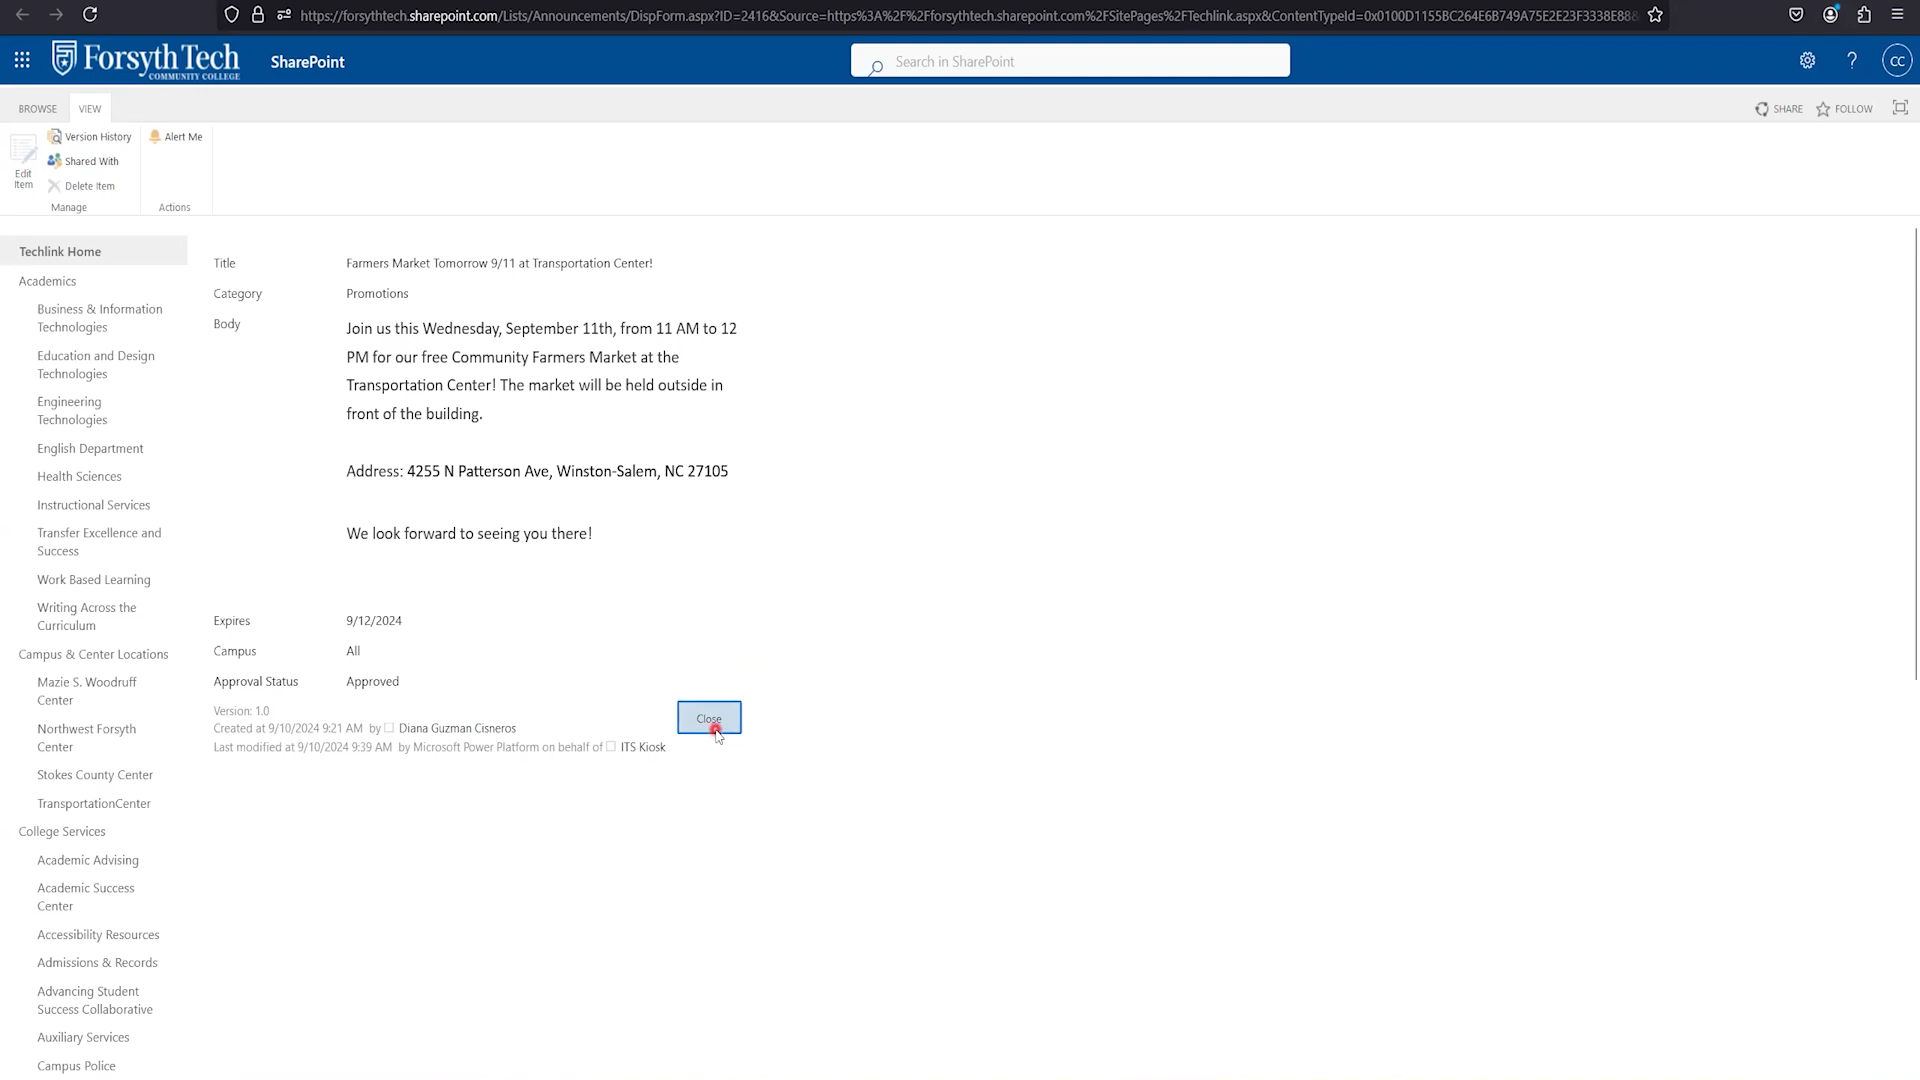 https://forsythtech.sharepoint.com/Lists/Announcements/DispForm.aspx?ID=2416&Source=https%3A%2F%2Fforsythtech.sharepoint.com%2FSitePages%2FTechlink.aspx&ContentTypeId=0x0100D1155BC264E6B749A75E2E23F3338E88
Forsyth Tech
COMMUNITY COLLEGE
SharePoint
Search in SharePoint
?
CC
BROWSE
VIEW
SHARE
FOLLOW
Edit
Item
Version History
Shared With
Delete Item
Manage
Alert Me
Actions
Techlink Home
Academics
Business & Information
Technologies
Education and Design
Technologies
Engineering
Technologies
English Department
Health Sciences
Instructional Services
Transfer Excellence and
Success
Work Based Learning
Writing Across the
Curriculum
Campus & Center Locations
Mazie S. Woodruff
Center
Northwest Forsyth
Center
Stokes County Center
TransportationCenter
College Services
Academic Advising
Academic Success
Center
Accessibility Resources
Admissions & Records
Advancing Student
Success Collaborative
Auxiliary Services
Campus Police
Title Farmers Market Tomorrow 9/11 at Transportation Center!
Category Promotions
Body
Join us this Wednesday, September 11th, from 11 AM to 12
PM for our free Community Farmers Market at the
Transportation Center! The market will be held outside in
front of the building.
Address: 4255 N Patterson Ave, Winston-Salem, NC 27105
We look forward to seeing you there!
Expires 9/12/2024
Campus All
Approval Status Approved
Version: 1.0
Created at 9/10/2024 9:21 AM by Diana Guzman Cisneros
Last modified at 9/10/2024 9:39 AM by Microsoft Power Platform on behalf of ITS Kiosk
Close